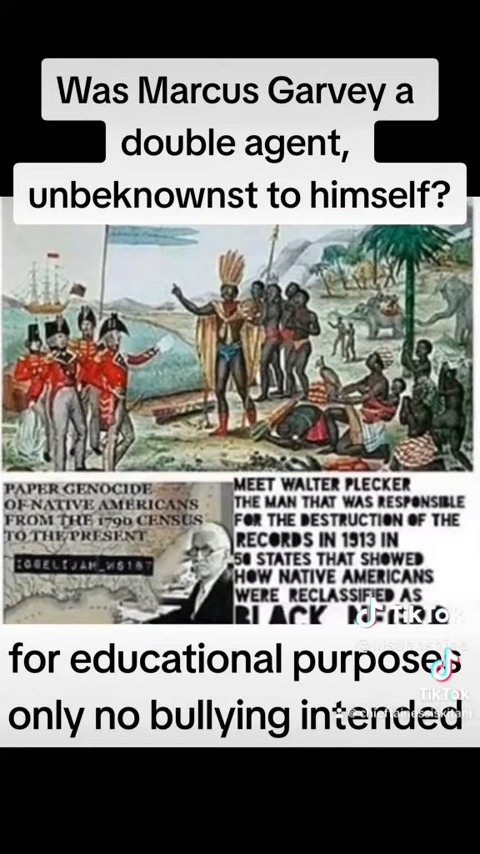 Was Marcus Garvey a
double agent,
unbeknownst to himself?
PAPER GENOCIDE
OF NATIVE AMERICANS
FROM THE 1790 CENSUS
TO THE PRESENT
MEET WALTER PLECKER
THE MAN THAT WAS RESPONSIBLE
FOR THE DESTRUCTION OF THE
RECORDS IN 1913 IN
50 STATES THAT SHOWED
HOW NATIVE AMERICANS
WERE RECLASSIFIED AS
BLACK
TikTok
for educational purposes
only no bullying intended
TikTok